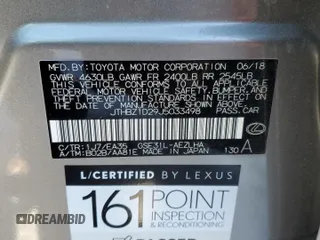 MFD. BY: TOYOTA MOTOR CORPORATION 06/18
GVWR 4630LB GAWR FR 2400LB RR 2545LB
THIS VEHICLE CONFORMS TO ALL APPLICABLE
FEDERAL MOTOR VEHICLE SAFETY, BUMPER, AND
THEFT PREVENTION STANDARDS IN EFFECT ON
THE DATE OF MANUFACTURE SHOWN ABOVE.
JTHBZ1D29J5033498 PASS. CAR
C/TR: 1J7/EA35 GSE31L-AEZLHA
A/TM: B02B7AA81E MADE IN JAPAN 130 A
L/CERTIFIED BY LEXUS
161 POINT
INSPECTION
& RECONDITIONING
DREAMBID